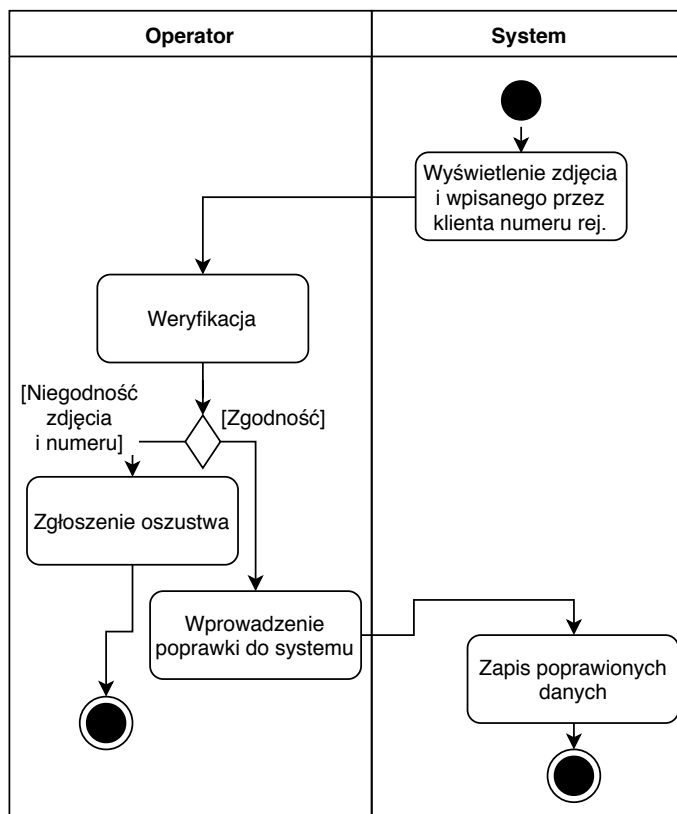 Operator
System
Wyświetlenie zdjęcia
i wpisanego przez
klienta numeru rej.
Weryfikacja
[Niegodność
zdjęcia
i numeru]
[Zgodność]
Zgłoszenie oszustwa
Wprowadzenie
poprawki do systemu
Zapis poprawionych
danych